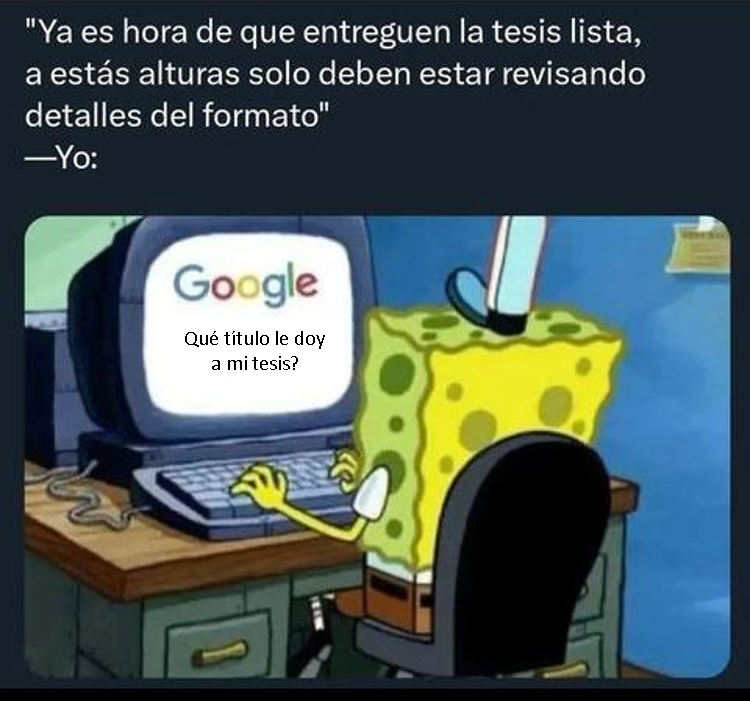 "Ya es hora de que entreguen la tesis lista,
a estás alturas solo deben estar revisando
detalles del formato"
—Yo:
Google
Qué título le doy
a mi tesis?